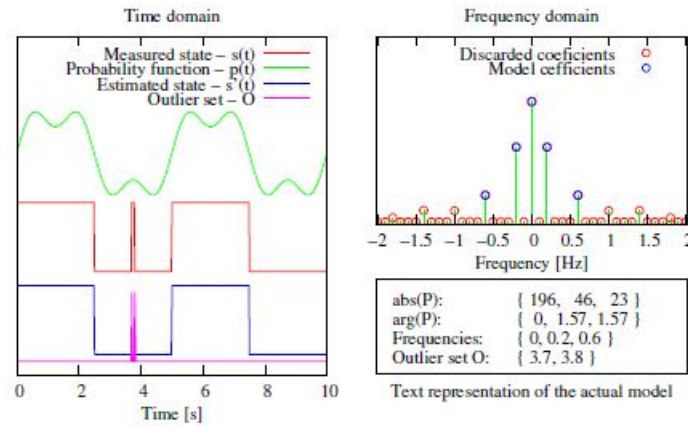 Time domain
Measured state – s(t)
Probability function – p(t)
Estimated state – s'(t)
Outlier set – O
0 2 4 6 8 10
Time [s]
Frequency domain
Discarded coeficients
Model cefficients
−2 −1.5 −1 −0.5 0 0.5 1 1.5 2
Frequency [Hz]
abs(P): { 196, 46, 23 }
arg(P): { 0, 1.57, 1.57 }
Frequencies: { 0, 0.2, 0.6 }
Outlier set O: { 3.7, 3.8 }
Text representation of the actual model